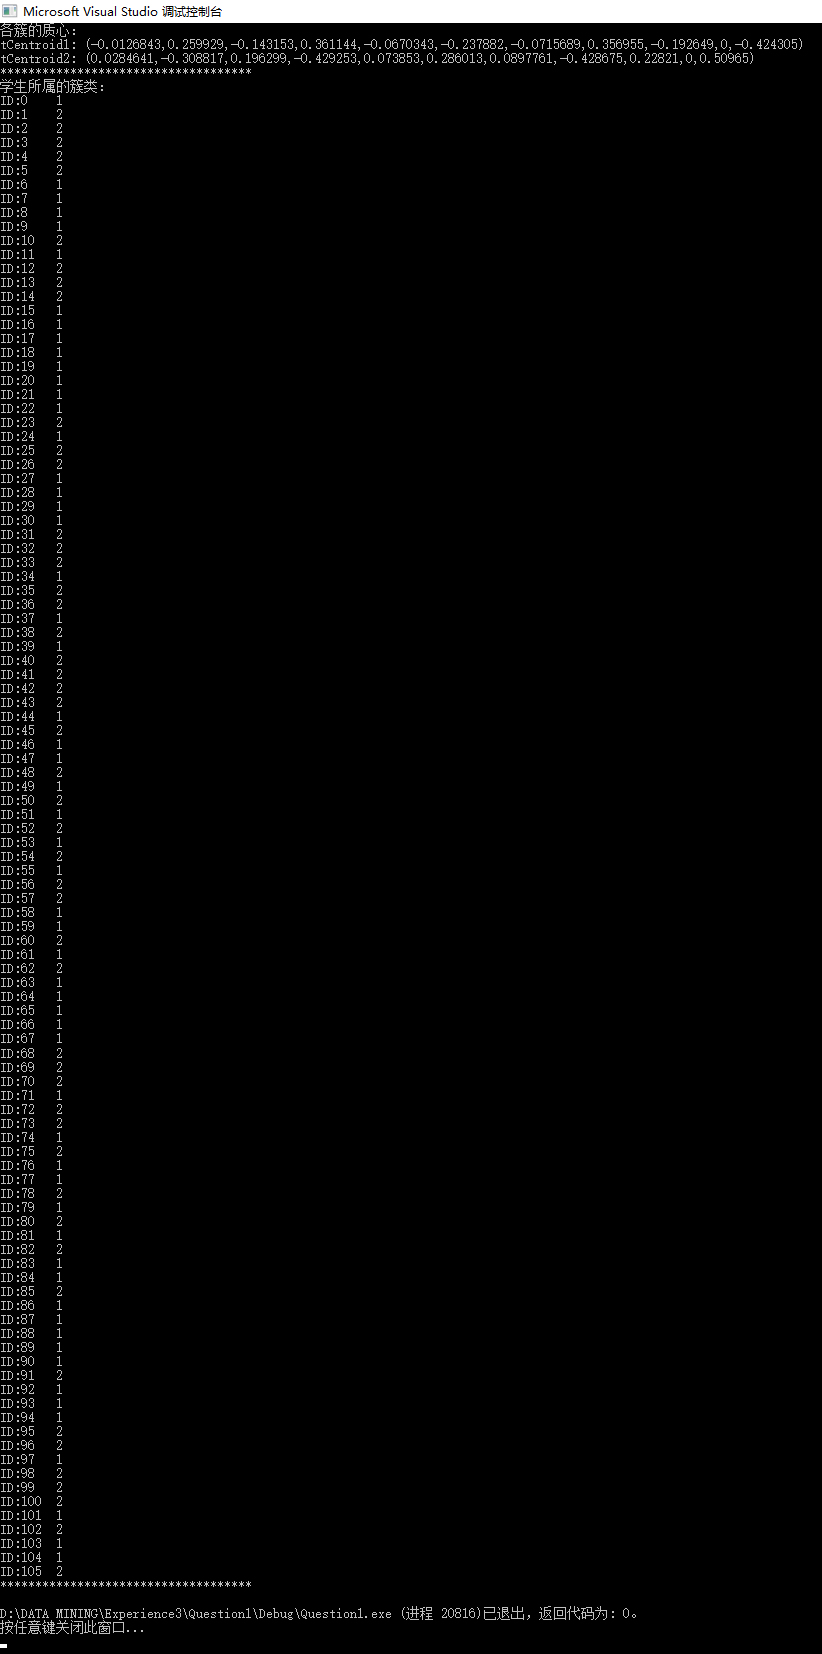 Microsoft Visual Studio 调试控制台
各簇的质心：
tCentroid1: (-0.0126843,0.259929,-0.143153,0.361144,-0.0670343,-0.237882,-0.0715689,0.356955,-0.192649,0,-0.424305)
tCentroid2: (0.0284641,-0.308817,0.196299,-0.429253,0.073853,0.286013,0.0897761,-0.428675,0.22821,0,0.50965)
************************************
学生所属的簇类：
ID:0 1
ID:1 2
ID:2 2
ID:3 2
ID:4 2
ID:5 2
ID:6 1
ID:7 1
ID:8 1
ID:9 1
ID:10 2
ID:11 1
ID:12 2
ID:13 2
ID:14 2
ID:15 1
ID:16 1
ID:17 1
ID:18 1
ID:19 1
ID:20 1
ID:21 1
ID:22 1
ID:23 2
ID:24 1
ID:25 2
ID:26 2
ID:27 1
ID:28 1
ID:29 1
ID:30 1
ID:31 2
ID:32 2
ID:33 2
ID:34 1
ID:35 2
ID:36 2
ID:37 1
ID:38 2
ID:39 1
ID:40 2
ID:41 2
ID:42 2
ID:43 2
ID:44 1
ID:45 2
ID:46 1
ID:47 1
ID:48 2
ID:49 1
ID:50 2
ID:51 1
ID:52 2
ID:53 1
ID:54 2
ID:55 1
ID:56 2
ID:57 2
ID:58 1
ID:59 1
ID:60 2
ID:61 1
ID:62 2
ID:63 1
ID:64 1
ID:65 1
ID:66 1
ID:67 1
ID:68 2
ID:69 2
ID:70 2
ID:71 1
ID:72 2
ID:73 2
ID:74 1
ID:75 2
ID:76 1
ID:77 1
ID:78 2
ID:79 1
ID:80 2
ID:81 1
ID:82 2
ID:83 1
ID:84 1
ID:85 2
ID:86 1
ID:87 1
ID:88 1
ID:89 1
ID:90 1
ID:91 2
ID:92 1
ID:93 1
ID:94 1
ID:95 2
ID:96 2
ID:97 1
ID:98 2
ID:99 2
ID:100 2
ID:101 1
ID:102 2
ID:103 1
ID:104 1
ID:105 2
************************************
D:\DATA MINING\Experience3\Question1\Debug\Question1.exe (进程 20816)已退出，返回代码为: 0。
按任意键关闭此窗口...